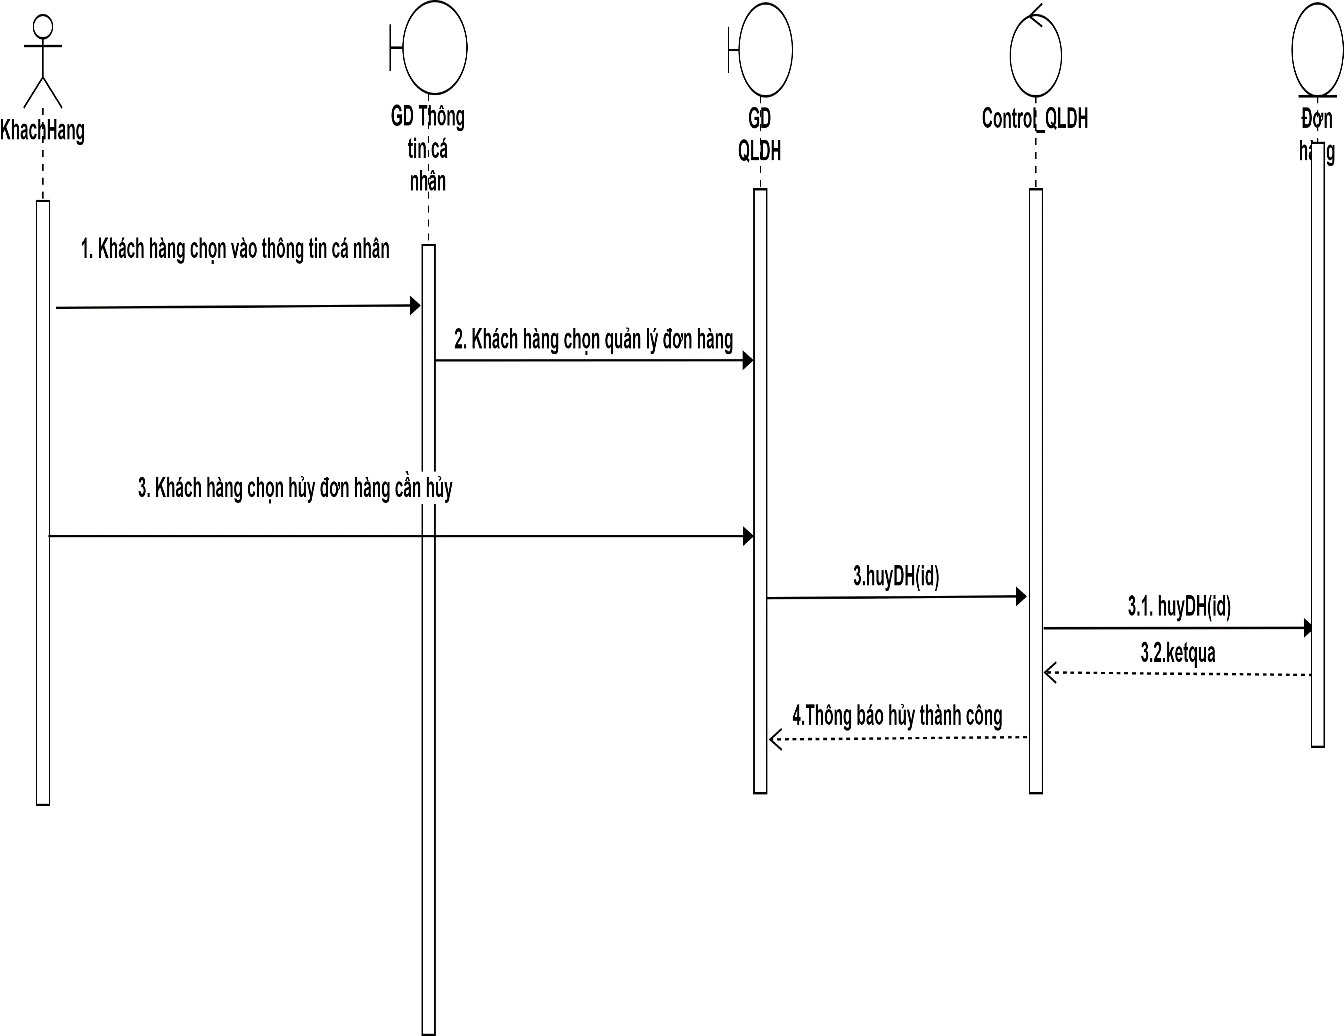 KhachHang
GD Thông
tin cá
nhân
GD
QLDH
Control_QLDH
Đơn
hàng
1. Khách hàng chọn vào thông tin cá nhân
2. Khách hàng chọn quản lý đơn hàng
3. Khách hàng chọn hủy đơn hàng cần hủy
3.huyDH(id)
3.1. huyDH(id)
3.2.ketqua
4.Thông báo hủy thành công